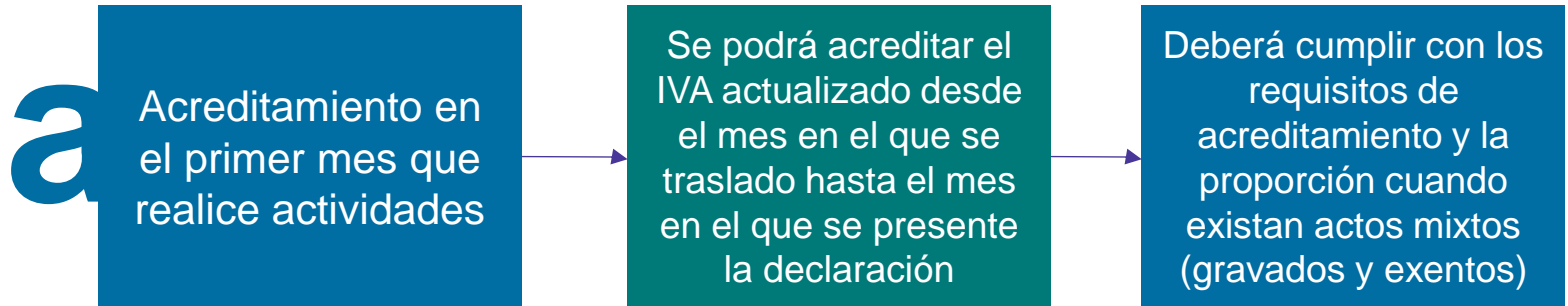 a
Acreditamiento en
el primer mes que
realice actividades
Se podrá acreditar el
IVA actualizado desde
el mes en el que se
traslado hasta el mes
en el que se presente
la declaración
Deberá cumplir con los
requisitos de
acreditamiento y la
proporción cuando
existan actos mixtos
(gravados y exentos)